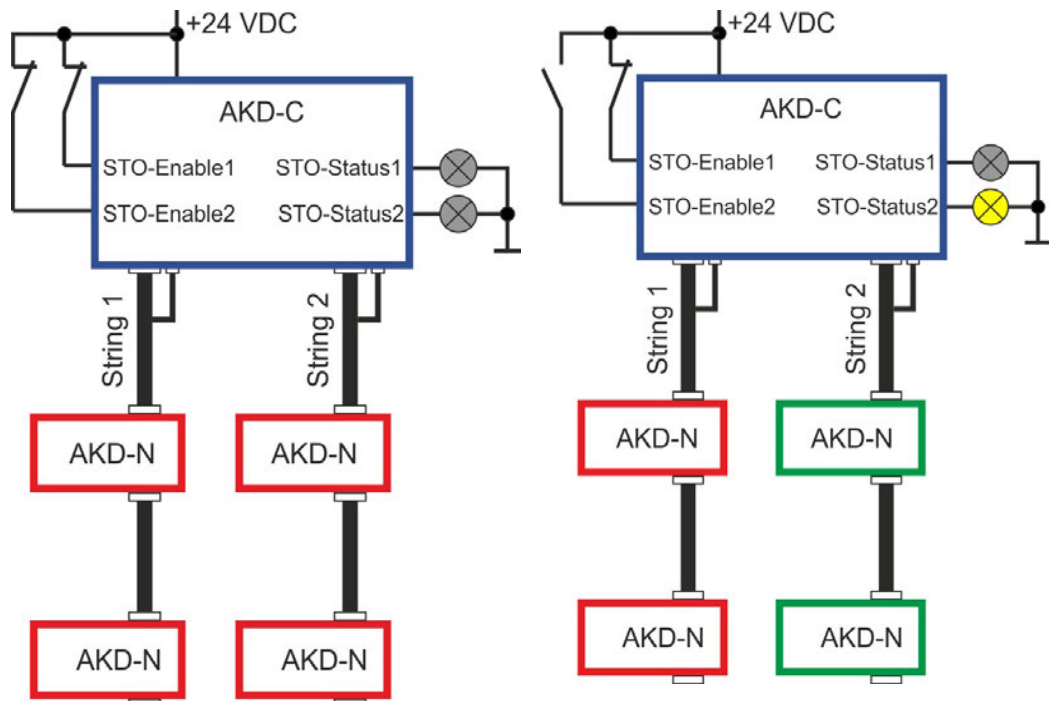 +24 VDC
AKD-C
STO-Enable1 STO-Status1
STO-Enable2 STO-Status2
String 1
String 2
AKD-N
AKD-N
AKD-N
AKD-N
+24 VDC
AKD-C
STO-Enable1 STO-Status1
STO-Enable2 STO-Status2
String 1
String 2
AKD-N
AKD-N
AKD-N
AKD-N